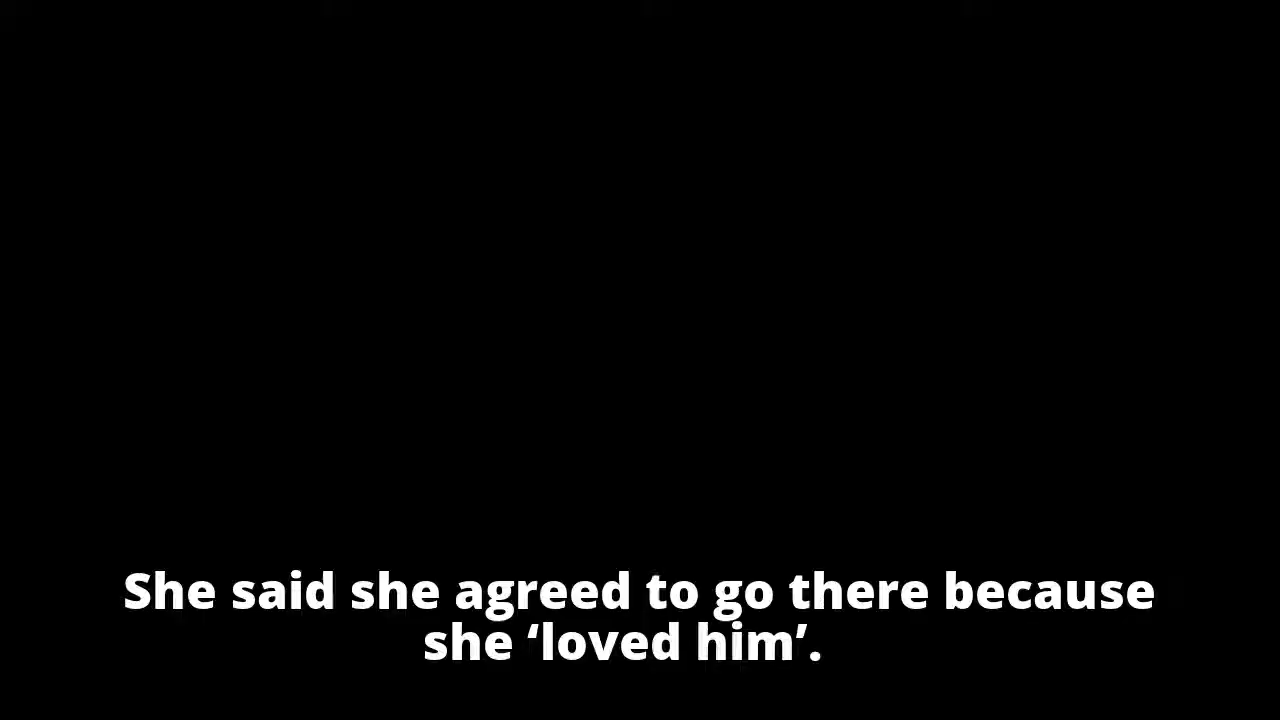 She said she agreed to go there because
she ‘loved him’.